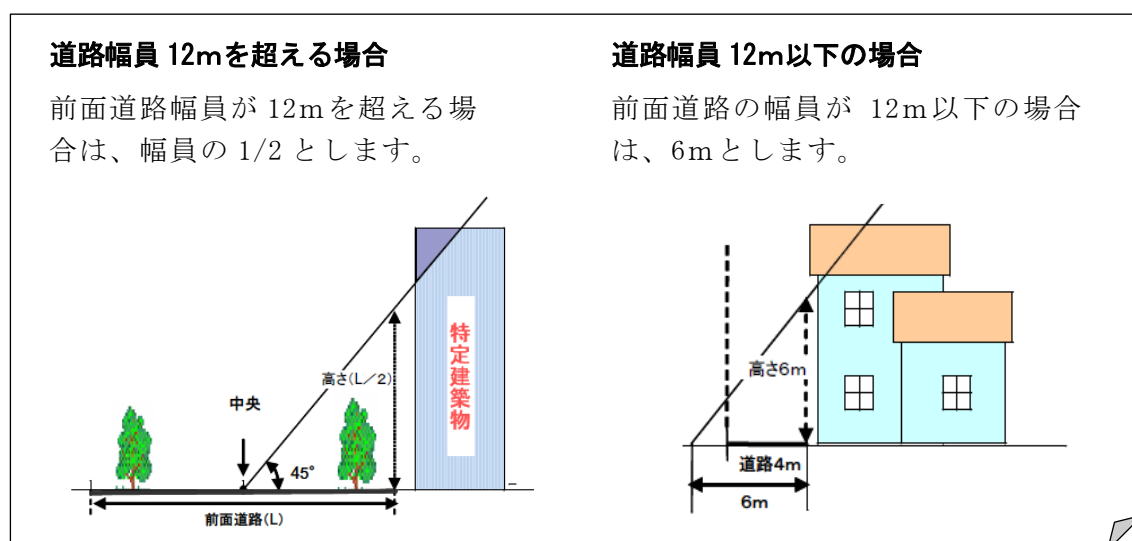 道路幅員 12mを超える場合
前面道路幅員が 12mを超える場
合は、幅員の 1/2 とします。
中央
高さ(L/2)
45°
前面道路(L)
特定建築物
道路幅員 12m以下の場合
前面道路の幅員が 12m以下の場合
は、6mとします。
高さ6m
道路4m
6m